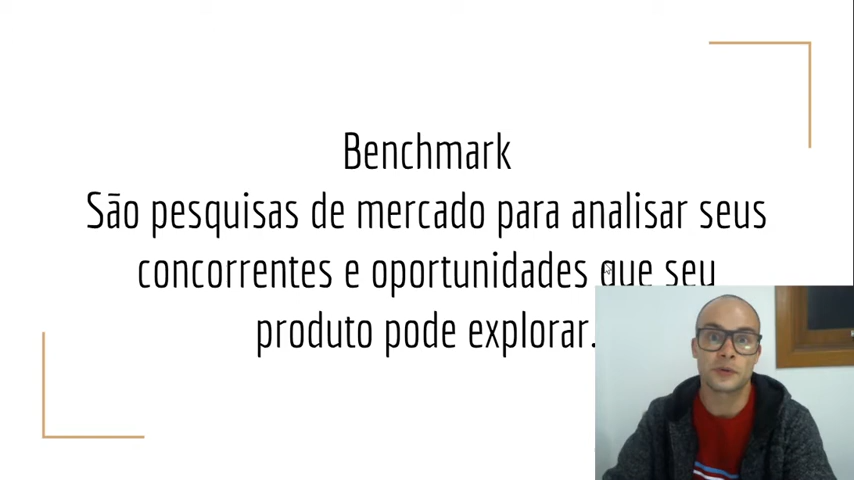 Benchmark
São pesquisas de mercado para analisar seus
concorrentes e oportunidades que seu
produto pode explorar.